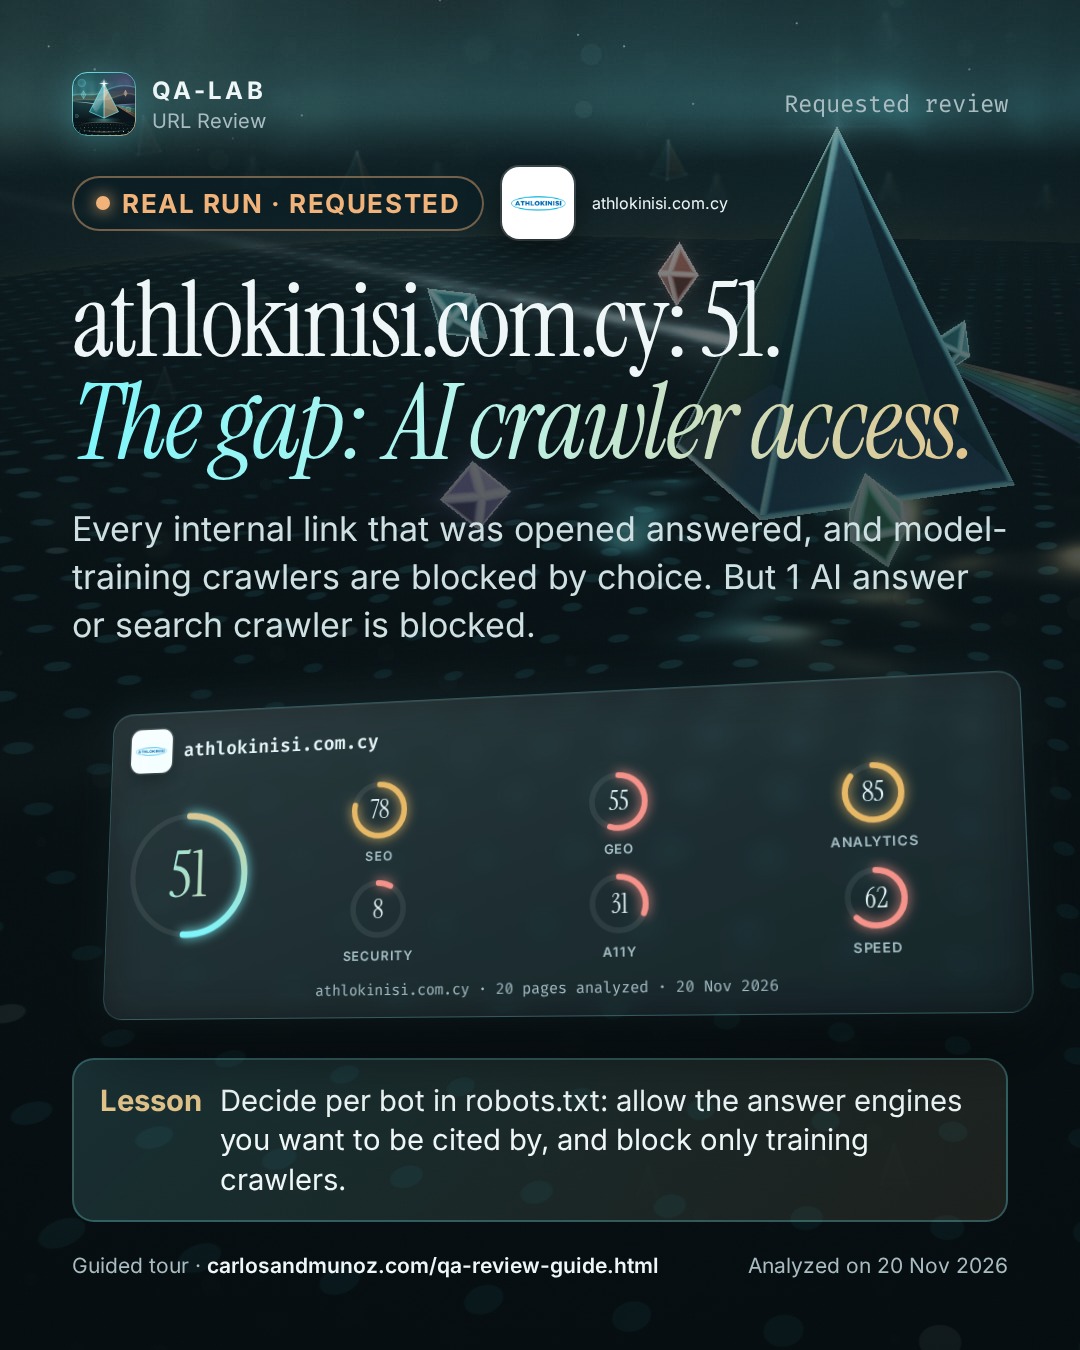 QA-LAB
URL Review
Requested review
REAL RUN · REQUESTED
ATHLOKINISI
athlokinisi.com.cy
athlokinisi.com.cy: 51.
The gap: AI crawler access.
Every internal link that was opened answered, and model-
training crawlers are blocked by choice. But 1 AI answer
or search crawler is blocked.
ATHLOKINISI
athlokinisi.com.cy
51
78
SEO
55
GEO
85
ANALYTICS
8
SECURITY
31
A11Y
62
SPEED
athlokinisi.com.cy · 20 pages analyzed · 20 Nov 2026
Lesson Decide per bot in robots.txt: allow the answer engines
you want to be cited by, and block only training
crawlers.
Guided tour · carlosandmunoz.com/qa-review-guide.html
Analyzed on 20 Nov 2026